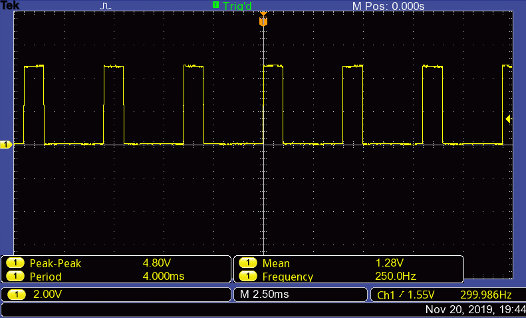 Tek Trig'd M Pos: 0.000s
1
1 Peak-Peak 4.80V 1 Mean 1.28V
1 Period 4.000ms 1 Frequency 250.0Hz
1 2.00V M 2.50ms Ch1 1.55V 299.986Hz
Nov 20, 2019, 19:44